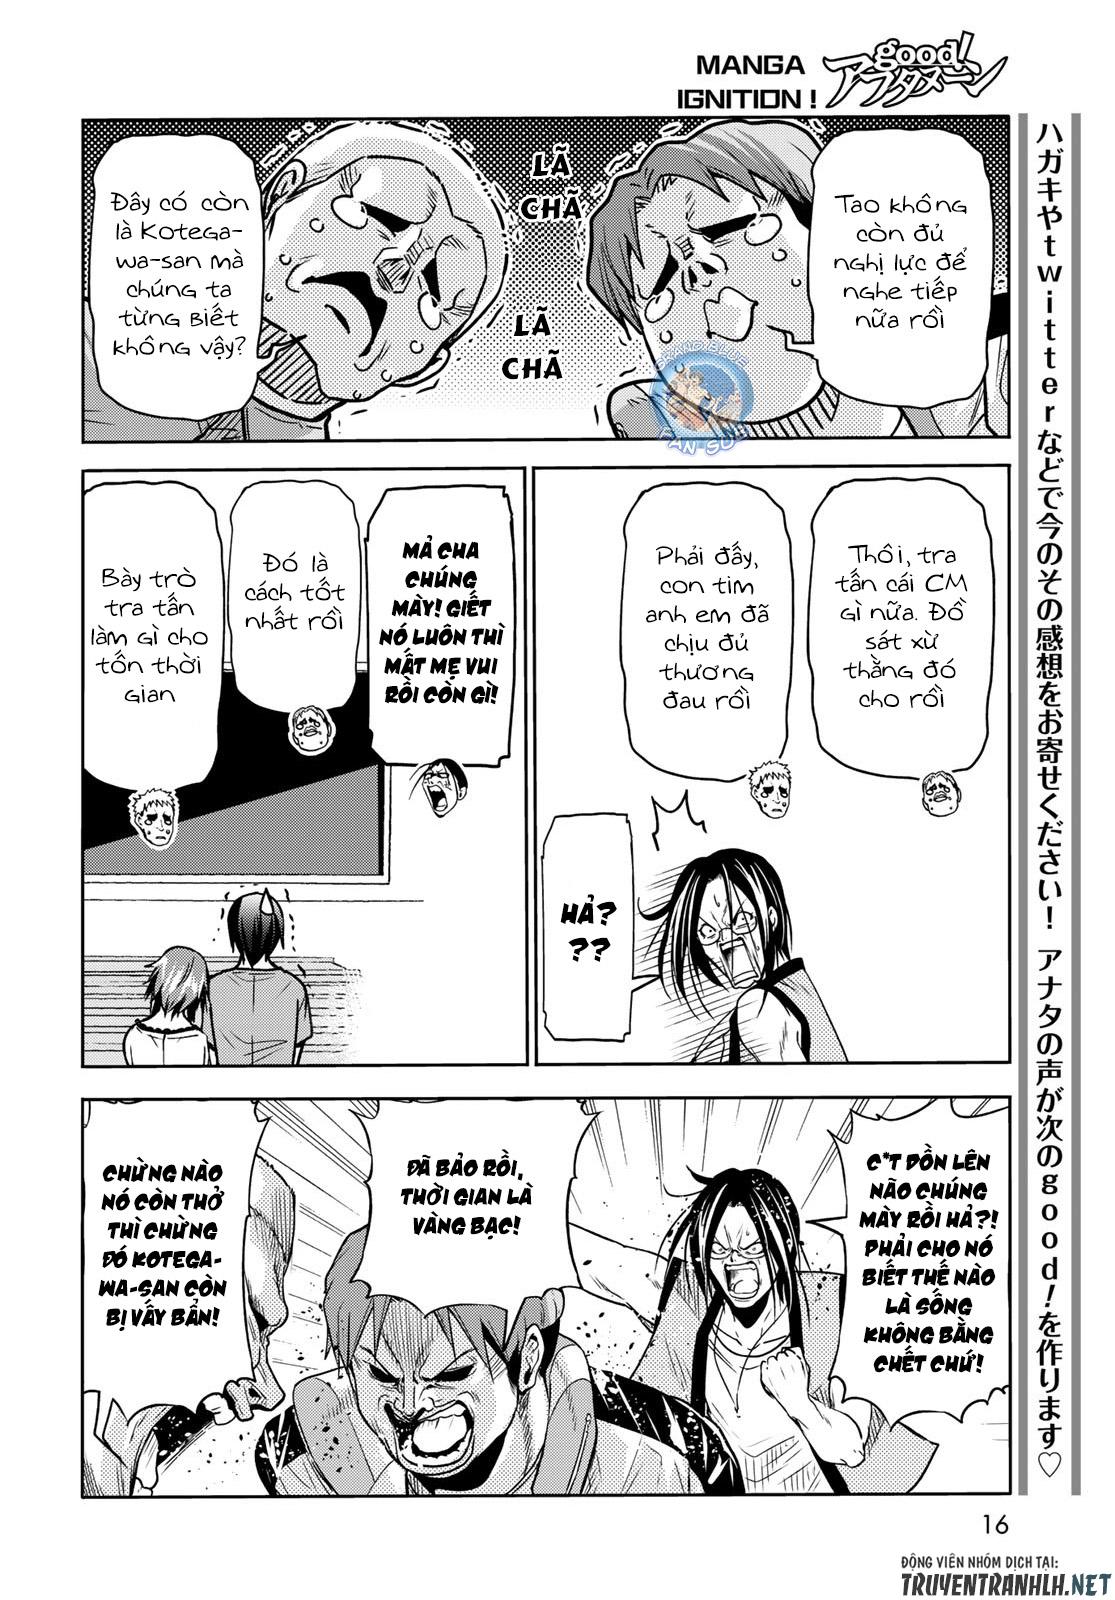 MANGA
IGNITION !
good!
アフタヌーン
Tao không
còn đủ
nghị lực để
nghe tiếp
nữa rồi
LÃ
CHÃ
LÃ
CHÃ
Đây có còn
là Kotega-
wa-san mà
chúng ta
từng biết
không vậy?
GRAND BLUE
FAN SUB
Thôi, tra
tấn cái CM
gì nữa. Đồ
sát xừ
thằng đó
cho rồi
Phải đấy,
con tim
anh em đã
chịu đủ
thương
đau rồi
HẢ?
??
MẢ CHA
CHÚNG
MÀY! GIẾT
NÓ LUÔN THÌ
MẤT MẸ VUI
RỒI CÒN GÌ!
Đó là
cách tốt
nhất rồi
Bày trò
tra tấn
làm gì cho
tốn thời
gian
C*T DỒN LÊN
NÃO CHÚNG
MÀY RỒI HẢ?!
PHẢI CHO NÓ
BIẾT THẾ NÀO
LÀ SỐNG
KHÔNG BẰNG
CHẾT CHỨ!
ĐÃ BẢO RỒI,
THỜI GIAN LÀ
VÀNG BẠC!
CHỪNG NÀO
NÓ CÒN THỞ
THÌ CHỪNG
ĐÓ KOTEGA-
WA-SAN CÒN
BỊ VẤY BẨN!
ハガキやtwitterなどで今のその感想をお寄せください！ アナタの声が次のgood!を作ります♡
16
ĐỘNG VIÊN NHÓM DỊCH TẠI:
TRUYENTRANHLH.NET